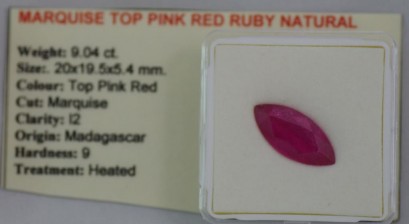 MARQUISE TOP PINK RED RUBY NATURAL
Weight: 9.04 ct.
Size:. 20x19.5x5.4 mm.
Colour: Top Pink Red
Cut: Marquise
Clarity: I2
Origin: Madagascar
Hardness: 9
Treatment: Heated